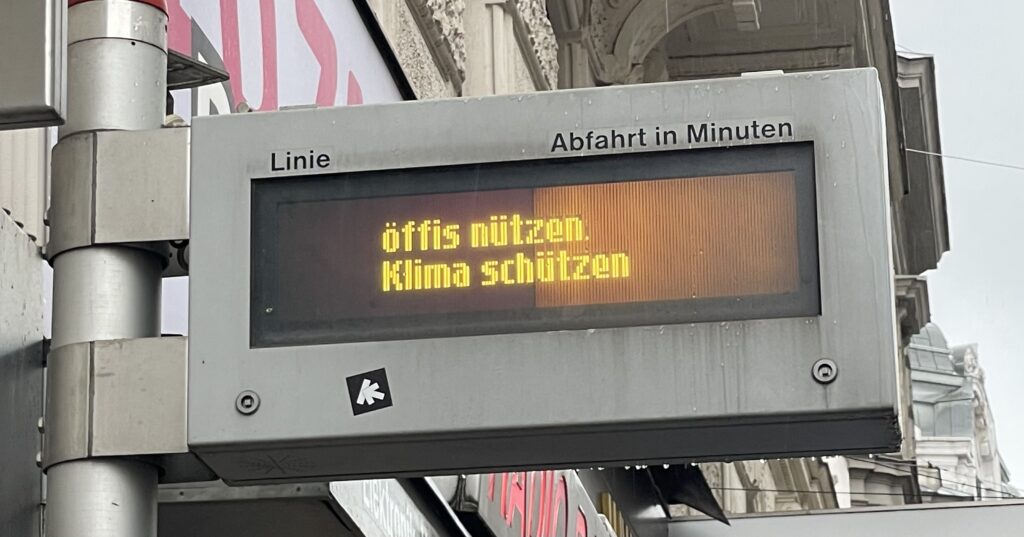 Linie
Abfahrt in Minuten
öffis nützen.
Klima schützen